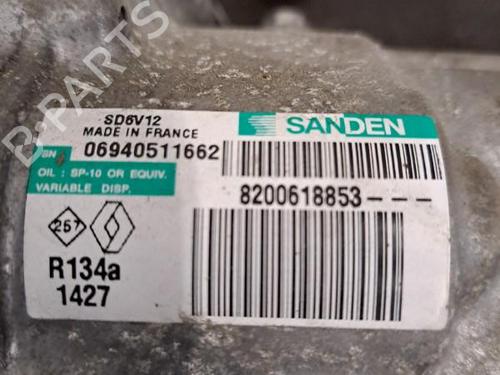 SD6V12
MADE IN FRANCE
SANDEN
SN
06940511662
OIL : SP-10 OR EQUIV.
VARIABLE DISP.
8200618853---
257
R134a
1427
B-PARTS